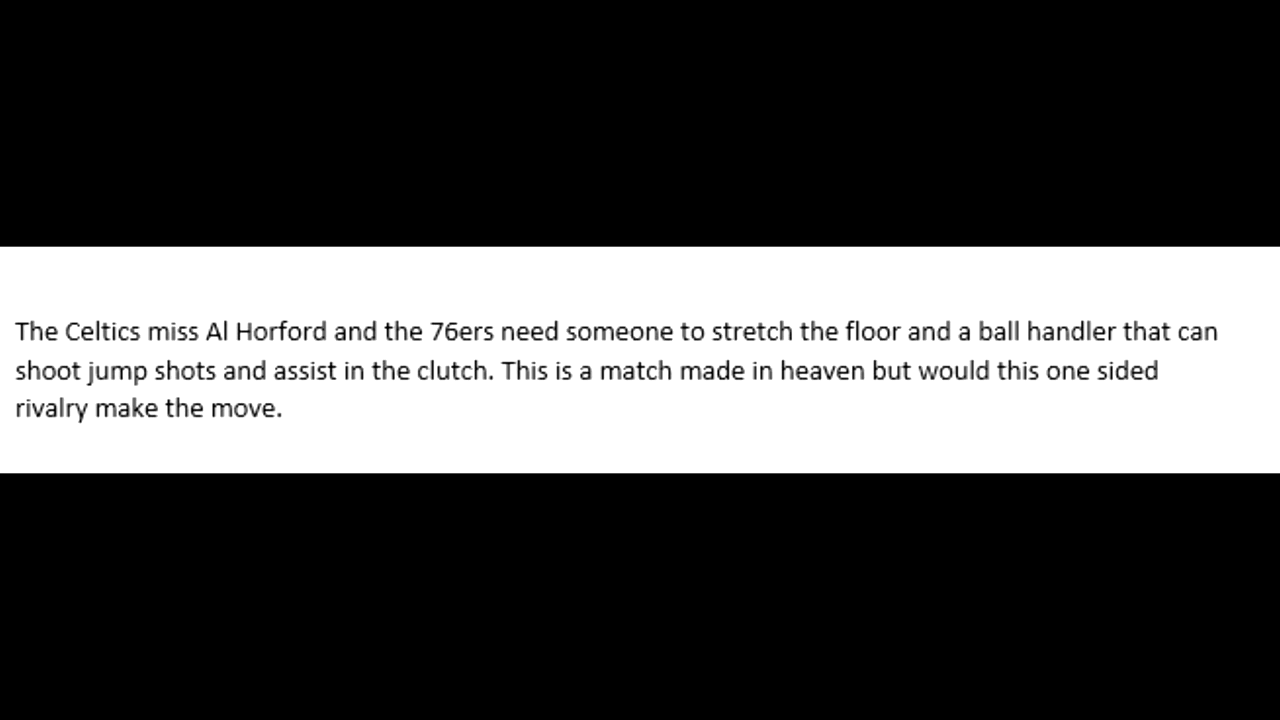 The Celtics miss Al Horford and the 76ers need someone to stretch the floor and a ball handler that can
shoot jump shots and assist in the clutch. This is a match made in heaven but would this one sided
rivalry make the move.